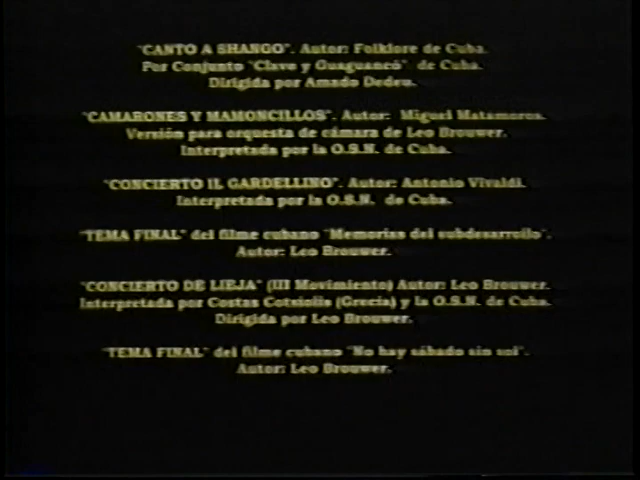 "CANTO A SHANGO". Autor: Folklore de Cuba.
Por Conjunto "Clave y Guaguancó" de Cuba.
Dirigida por Amado Dedeu.
"CAMARONES Y MAMONCILLOS". Autor: Miguel Matamoros.
Versión para orquesta de cámara de Leo Brouwer.
Interpretada por la O.S.N. de Cuba.
"CONCIERTO IL GARDELLINO". Autor: Antonio Vivaldi.
Interpretada por la O.S.N. de Cuba.
"TEMA FINAL" del filme cubano "Memorias del subdesarrollo".
Autor: Leo Brouwer.
"CONCIERTO DE LIEJA" (III Movimiento) Autor: Leo Brouwer.
Interpretada por Costas Cotsiolis (Grecia) y la O.S.N. de Cuba.
Dirigida por Leo Brouwer.
"TEMA FINAL" del filme cubano "No hay sábado sin sol".
Autor: Leo Brouwer.